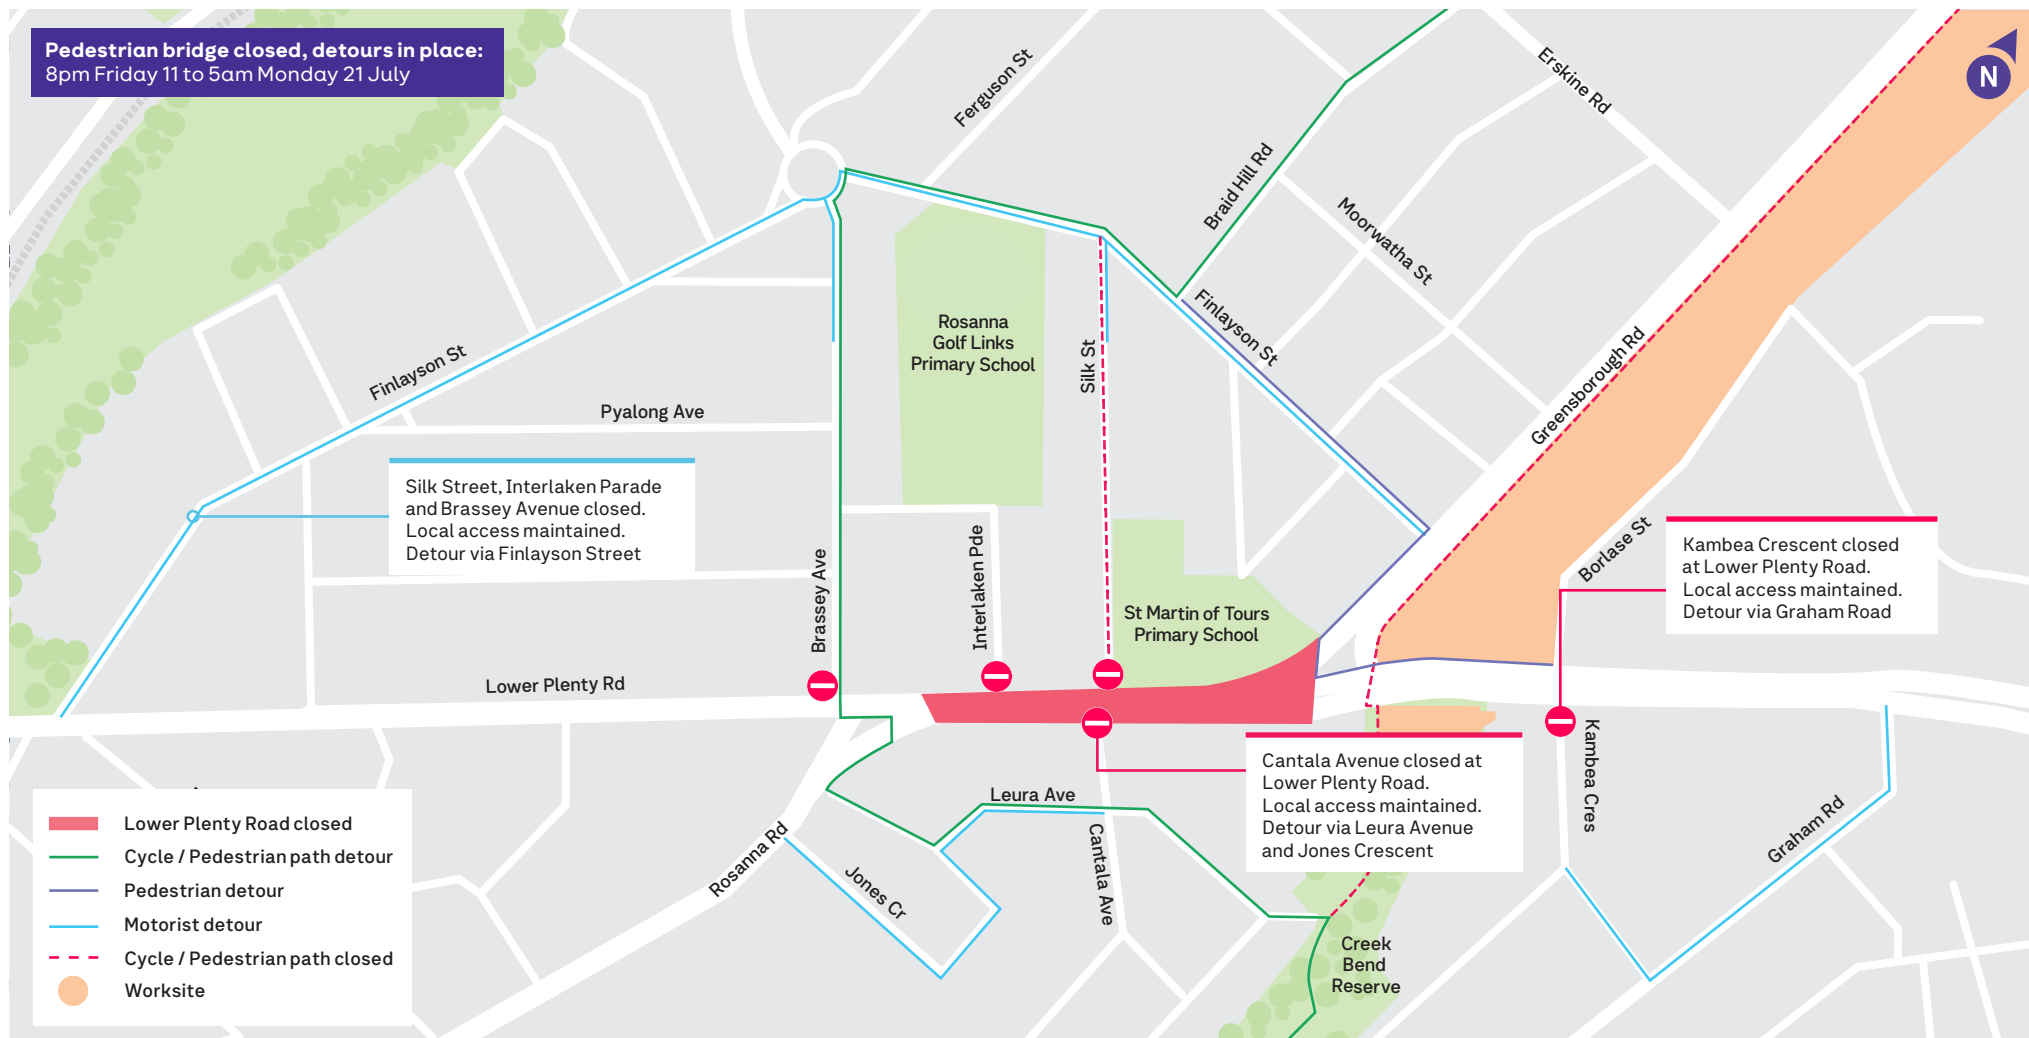 Pedestrian bridge closed, detours in place:
8pm Friday 11 to 5am Monday 21 July
N
Ferguson St
Erskine Rd
Braid Hill Rd
Moorwatha St
Finlayson St
Greensborough Rd
Rosanna
Golf Links
Primary School
Silk St
Finlayson St
Pyalong Ave
Silk Street, Interlaken Parade
and Brassey Avenue closed.
Local access maintained.
Detour via Finlayson Street
Brassey Ave
Interlaken Pde
St Martin of Tours
Primary School
Borlase St
Kambea Crescent closed
at Lower Plenty Road.
Local access maintained.
Detour via Graham Road
Lower Plenty Rd
Cantala Avenue closed at
Lower Plenty Road.
Local access maintained.
Detour via Leura Avenue
and Jones Crescent
Kambea Cres
Graham Rd
Leura Ave
Cantala Ave
Rosanna Rd
Jones Cr
Creek
Bend
Reserve
Lower Plenty Road closed
Cycle / Pedestrian path detour
Pedestrian detour
Motorist detour
Cycle / Pedestrian path closed
Worksite